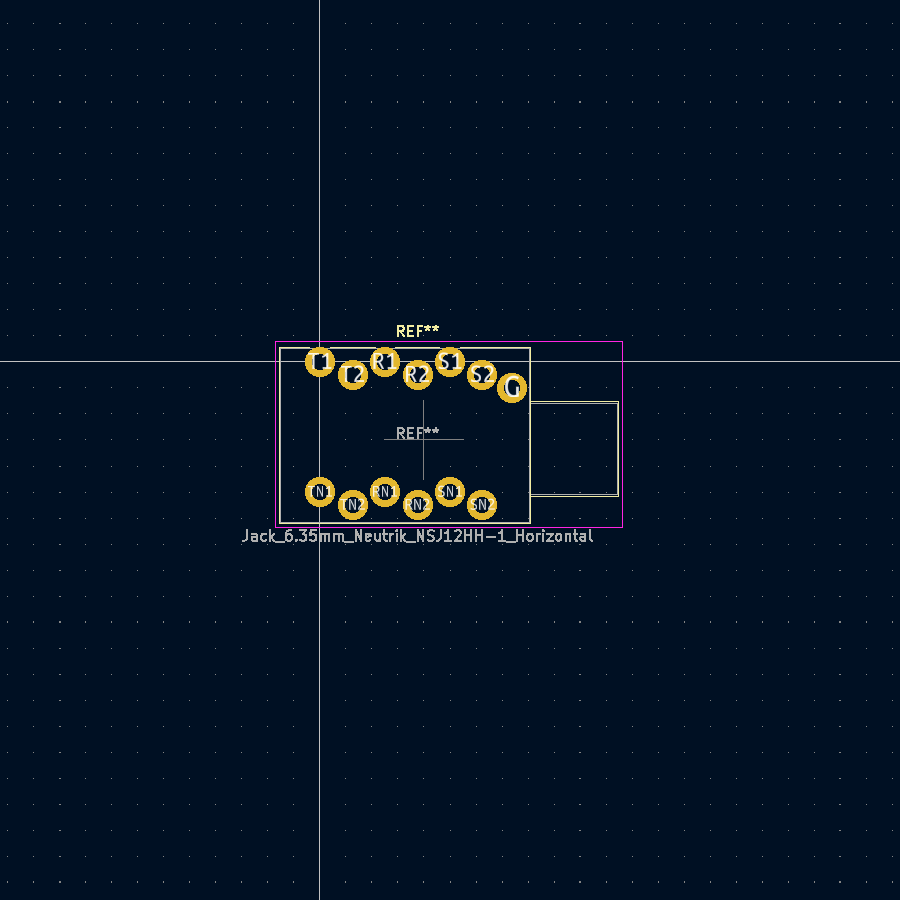 REF**
T1 R1 S1
T2 R2 S2
G
REF**
TN1 RN1 SN1
TN2 RN2 SN2
Jack_6.35mm_Neutrik_NSJ12HH-1_Horizontal